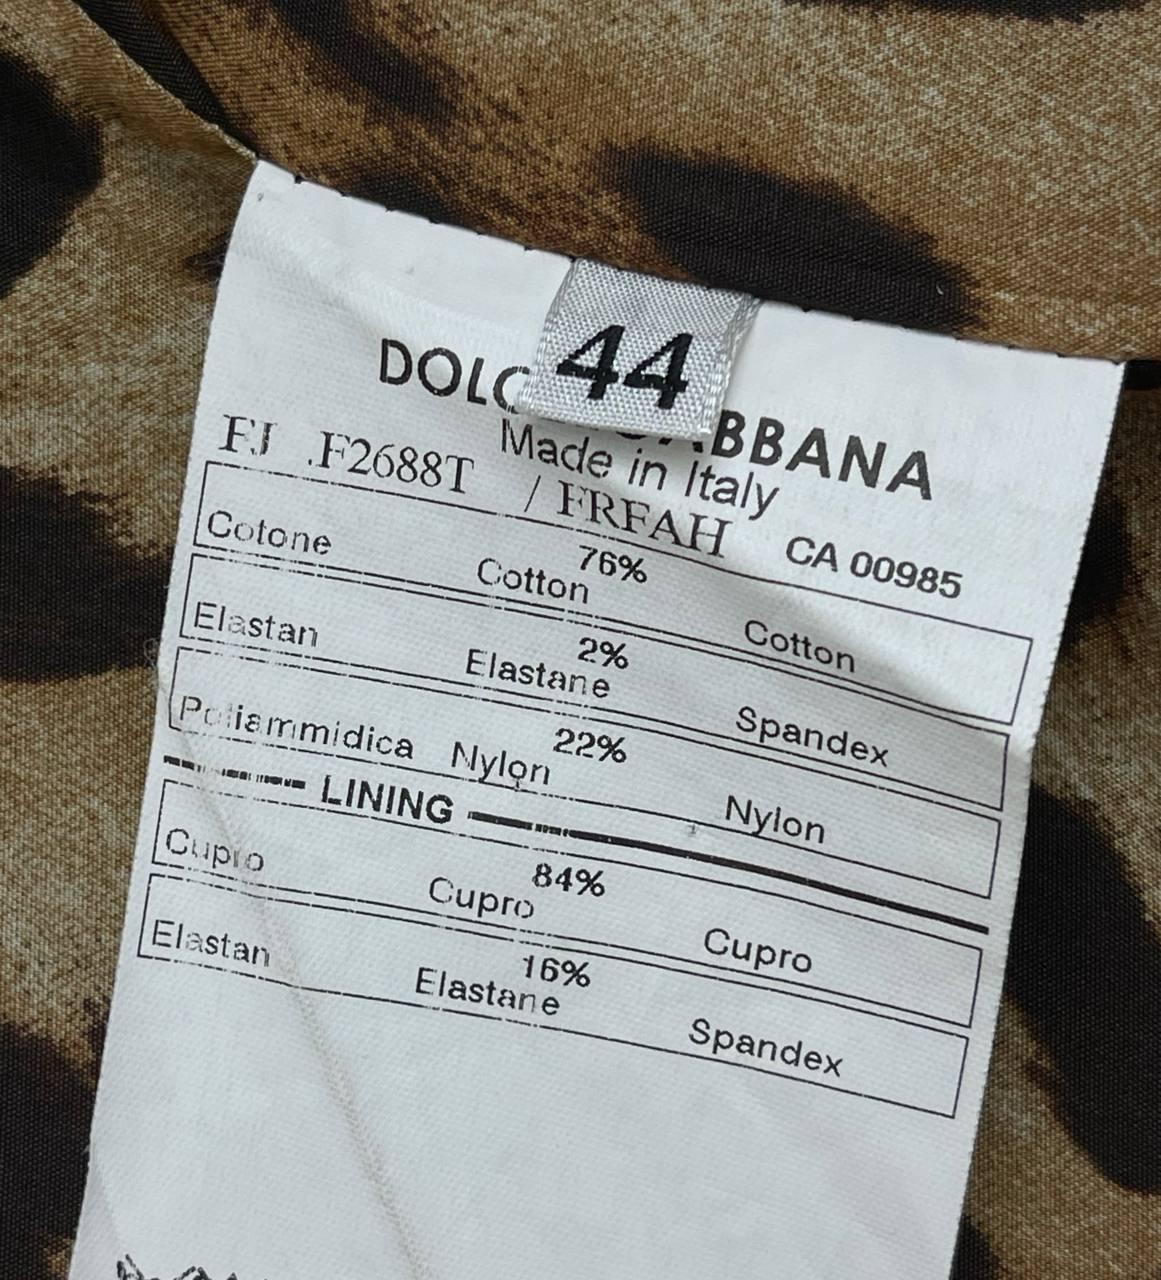 44
DOLC ABBANA
Made in Italy
FJ .F2688T / FRFAH CA 00985
Cotone 76% Cotton Cotton
Elastan 2% Elastane Spandex
Poliammidica 22% Nylon Nylon
LINING
Cupro 84% Cupro Cupro
Elastan 16% Elastane Spandex